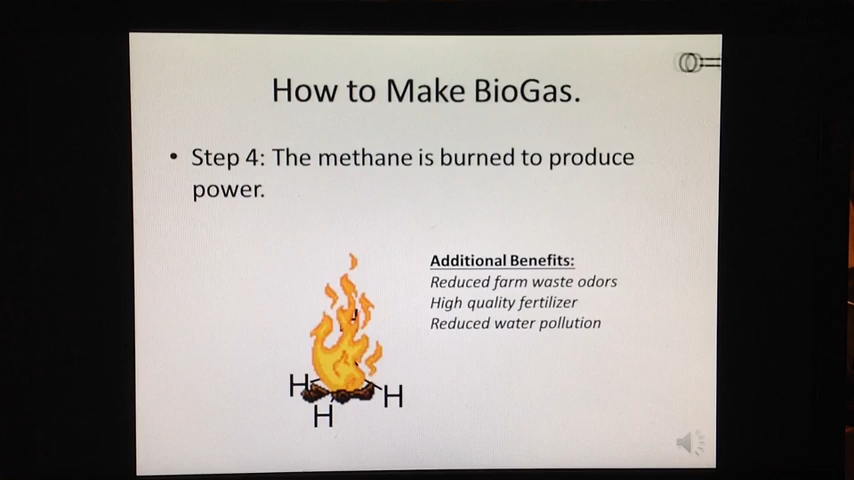 How to Make BioGas.
• Step 4: The methane is burned to produce
power.
Additional Benefits:
Reduced farm waste odors
High quality fertilizer
Reduced water pollution
H
H
H